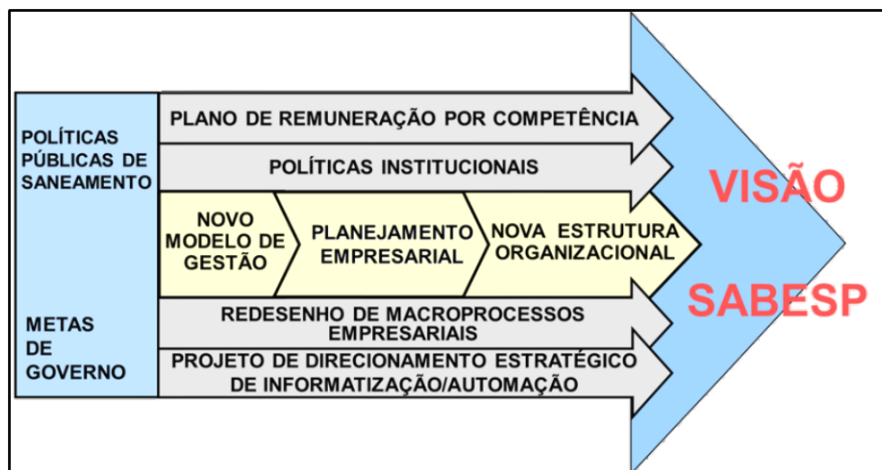 POLÍTICAS
PÚBLICAS DE
SANEAMENTO
METAS
DE
GOVERNO
PLANO DE REMUNERAÇÃO POR COMPETÊNCIA
POLÍTICAS INSTITUCIONAIS
NOVO
MODELO DE
GESTÃO
PLANEJAMENTO
EMPRESARIAL
NOVA ESTRUTURA
ORGANIZACIONAL
REDESENHO DE MACROPROCESSOS
EMPRESARIAIS
PROJETO DE DIRECIONAMENTO ESTRATÉGICO
DE INFORMATIZAÇÃO/AUTOMAÇÃO
VISÃO
SABESP